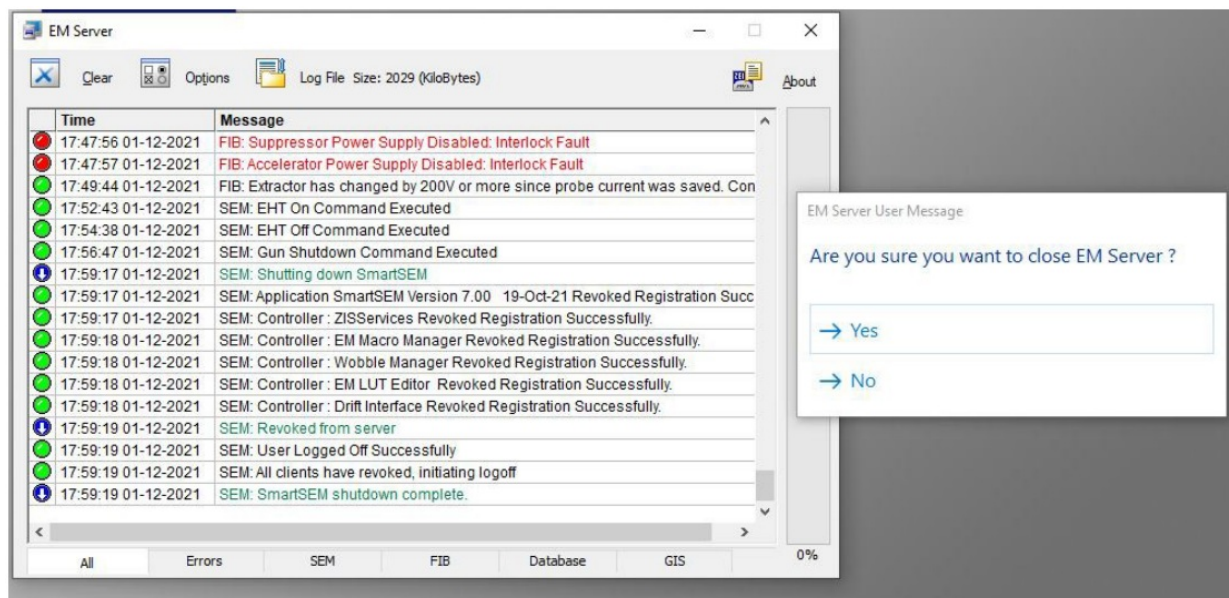 EM Server
Clear Options Log File Size: 2029 (KiloBytes) About
Time Message
17:47:56 01-12-2021 FIB: Suppressor Power Supply Disabled: Interlock Fault
17:47:57 01-12-2021 FIB: Accelerator Power Supply Disabled: Interlock Fault
17:49:44 01-12-2021 FIB: Extractor has changed by 200V or more since probe current was saved. Con
17:52:43 01-12-2021 SEM: EHT On Command Executed
17:54:38 01-12-2021 SEM: EHT Off Command Executed
17:56:47 01-12-2021 SEM: Gun Shutdown Command Executed
17:59:17 01-12-2021 SEM: Shutting down SmartSEM
17:59:17 01-12-2021 SEM: Application SmartSEM Version 7.00 19-Oct-21 Revoked Registration Succ
17:59:17 01-12-2021 SEM: Controller : ZISServices Revoked Registration Successfully.
17:59:18 01-12-2021 SEM: Controller : EM Macro Manager Revoked Registration Successfully.
17:59:18 01-12-2021 SEM: Controller : Wobble Manager Revoked Registration Successfully.
17:59:18 01-12-2021 SEM: Controller : EM LUT Editor Revoked Registration Successfully.
17:59:18 01-12-2021 SEM: Controller : Drift Interface Revoked Registration Successfully.
17:59:19 01-12-2021 SEM: Revoked from server
17:59:19 01-12-2021 SEM: User Logged Off Successfully
17:59:19 01-12-2021 SEM: All clients have revoked, initiating logoff
17:59:19 01-12-2021 SEM: SmartSEM shutdown complete.
All Errors SEM FIB Database GIS 0%
EM Server User Message
Are you sure you want to close EM Server ?
Yes
No